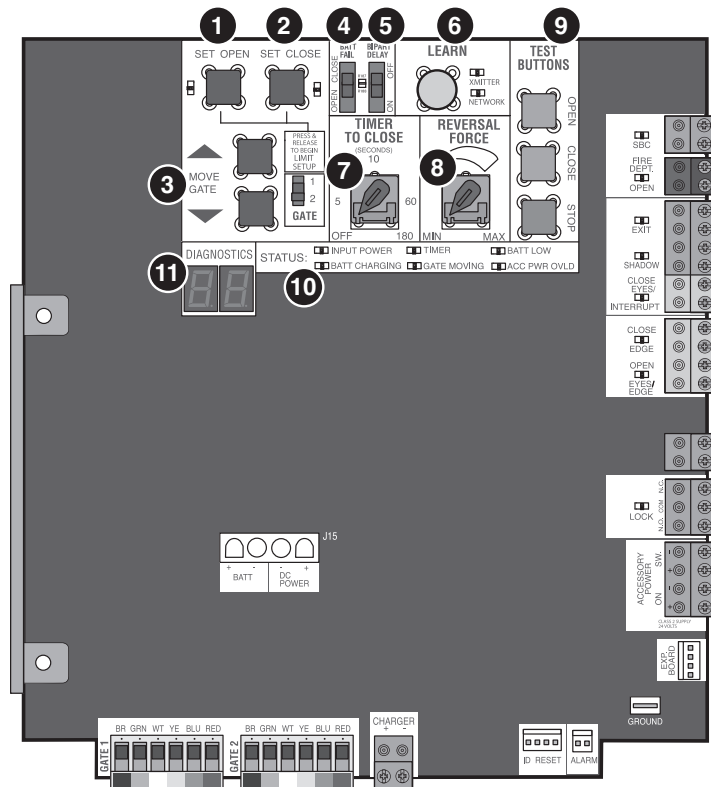 1
2
4
5
6
9
SET OPEN
SET CLOSE
BATT FAIL
OPEN CLOSE
BIPART DELAY
ON OFF
LEARN
XMITTER
NETWORK
TEST BUTTONS
OPEN
CLOSE
STOP
3
MOVE GATE
PRESS & RELEASE TO BEGIN LIMIT SETUP
1
2
GATE
7
TIMER TO CLOSE
(SECONDS)
10
5
60
OFF
180
8
REVERSAL FORCE
MIN
MAX
11
DIAGNOSTICS
8.8.
10
STATUS:
INPUT POWER
TIMER
BATT LOW
BATT CHARGING
GATE MOVING
ACC PWR OVLD
SBC
FIRE DEPT.
OPEN
EXIT
SHADOW
CLOSE EYES/
INTERRUPT
CLOSE
EDGE
OPEN
EYES/
EDGE
LOCK
N.C.
COM
N.O.
ACCESSORY POWER
SW.
ON
- + - +
CLASS 2 SUPPLY
24 VOLTS
EXP. BOARD
GROUND
J15
+ - - +
BATT
DC POWER
GATE 1
BR GRN WT YE BLU RED
GATE 2
BR GRN WT YE BLU RED
CHARGER
+ -
ID RESET
ALARM